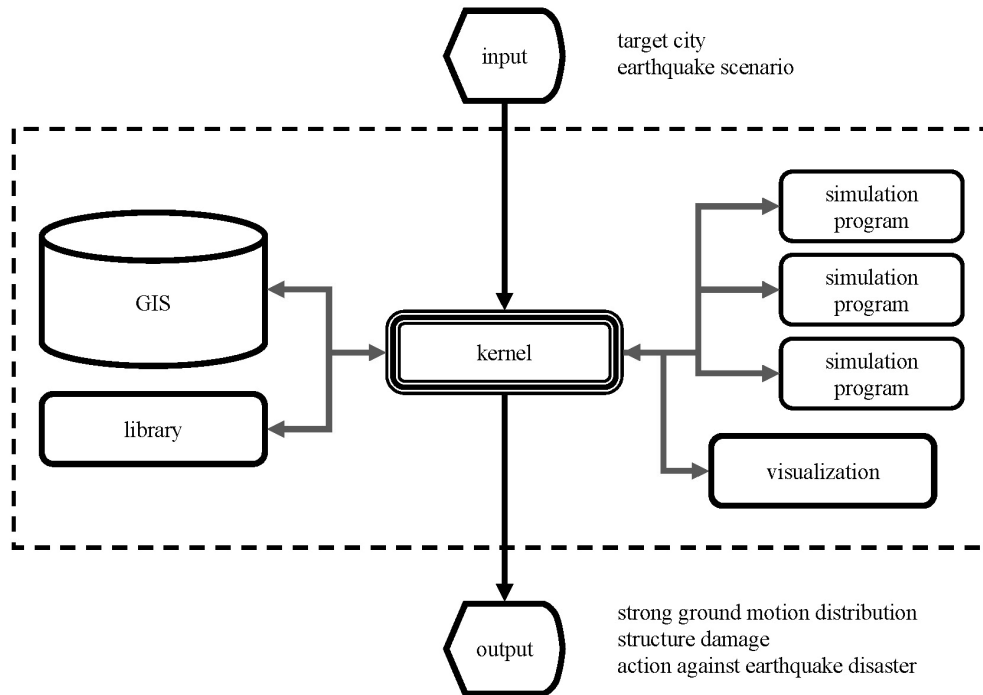 input
target city
earthquake scenario
GIS
library
kernel
simulation
program
simulation
program
simulation
program
visualization
output
strong ground motion distribution
structure damage
action against earthquake disaster